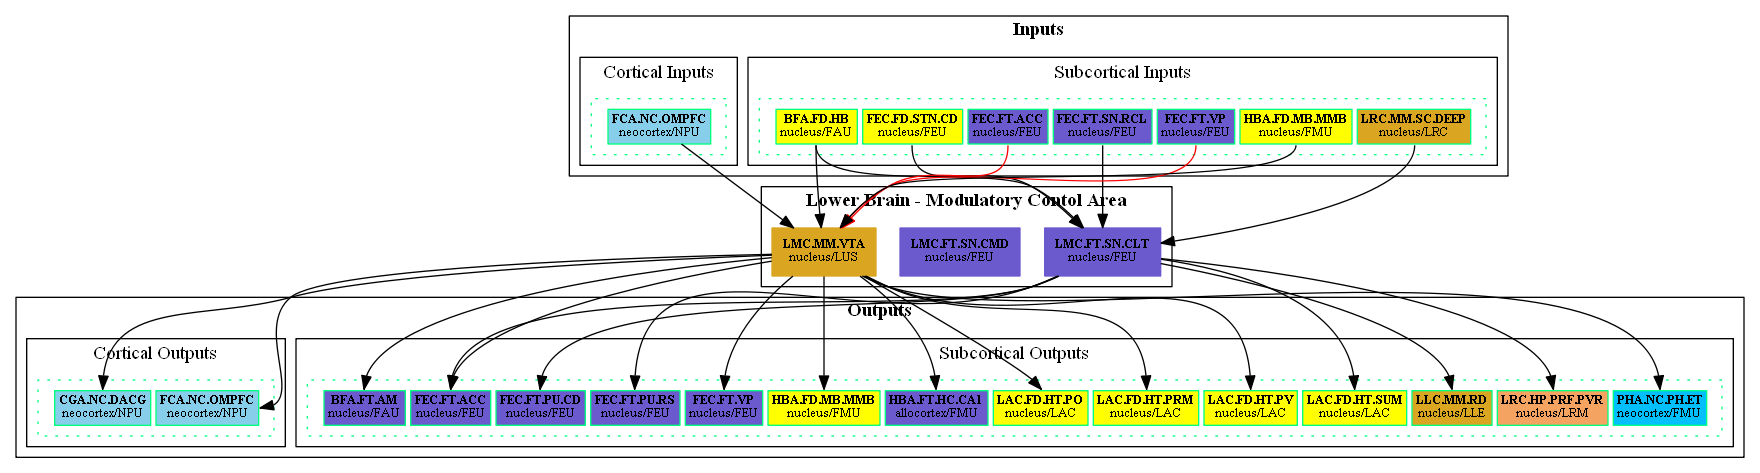 Inputs
Cortical Inputs
Subcortical Inputs
FCA.NC.OMPFC
neocortex/NPU
BFA.FD.HB
nucleus/FAU
FEC.FD.STN.CD
nucleus/FEU
FEC.FT.ACC
nucleus/FEU
FEC.FT.SN.RCL
nucleus/FEU
FEC.FT.VP
nucleus/FEU
HBA.FD.MB.MMB
nucleus/FMU
LRC.MM.SC.DEEP
nucleus/LRC
Lower Brain - Modulatory Contol Area
LMC.MM.VTA
nucleus/LUS
LMC.FT.SN.CMD
nucleus/FEU
LMC.FT.SN.CLT
nucleus/FEU
Outputs
Cortical Outputs
Subcortical Outputs
CGA.NC.DACG
neocortex/NPU
FCA.NC.OMPFC
neocortex/NPU
BFA.FT.AM
nucleus/FAU
FEC.FT.ACC
nucleus/FEU
FEC.FT.PU.CD
nucleus/FEU
FEC.FT.PU.RS
nucleus/FEU
FEC.FT.VP
nucleus/FEU
HBA.FD.MB.MMB
nucleus/FMU
HBA.FT.HC.CA1
allocortex/FMU
LAC.FD.HT.PO
nucleus/LAC
LAC.FD.HT.PRM
nucleus/LAC
LAC.FD.HT.PV
nucleus/LAC
LAC.FD.HT.SUM
nucleus/LAC
LLC.MM.RD
nucleus/LLE
LRC.HP.PRF.PVR
nucleus/LRM
PHA.NC.PH.ET
neocortex/FMU